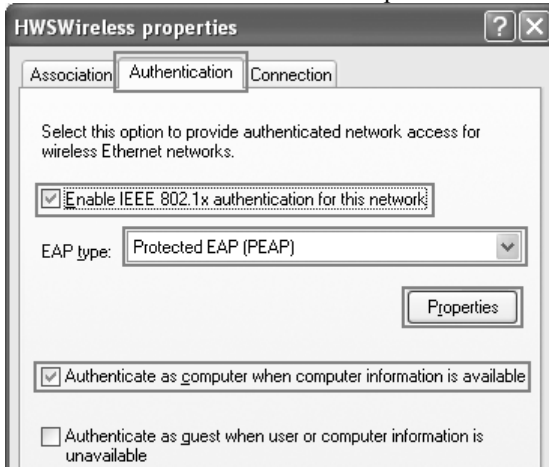 HWSWireless properties
Association Authentication Connection
Select this option to provide authenticated network access for
wireless Ethernet networks.
Enable IEEE 802.1x authentication for this network
EAP type: Protected EAP (PEAP)
Properties
Authenticate as computer when computer information is available
Authenticate as guest when user or computer information is
unavailable